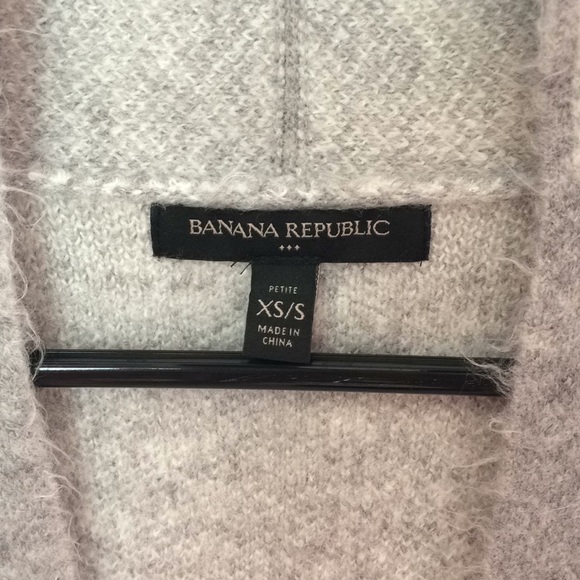 BANANA REPUBLIC
PETITE
XS/S
MADE IN
CHINA